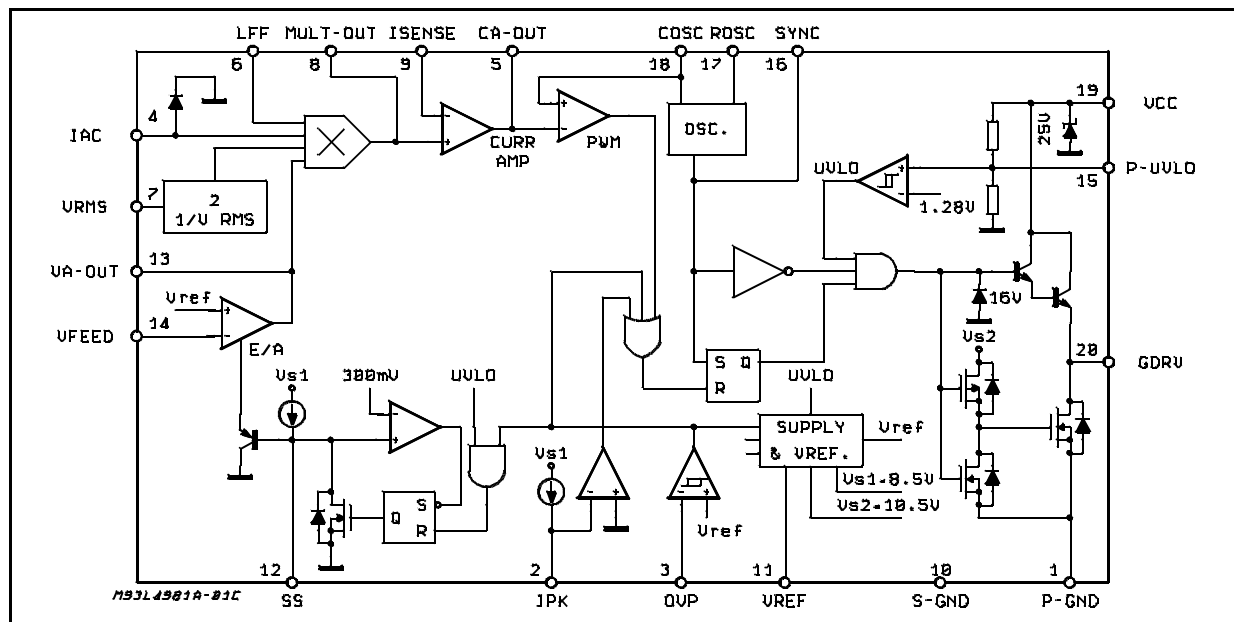 LFF MULT-OUT ISENSE CA-OUT COSC ROSC SYNC
6 8 9 5 18 17 16
4
IAC
+
-
CURR
AMP
+
-
PWM
OSC.
19
VCC
25V
UVLO
+
-
1.28V
15
P-UVLO
7
VRMS
2
1/V RMS
13
VA-OUT
Vref
+
-
14
VFEED
E/A
16V
Vs2
20
GDRV
S Q
R
Vs1
300mV
-
+
UVLO
UVLO
SUPPLY
& VREF.
Vref
Vs1
Vs1-8.5V
Vs2-10.5V
- +
- +
Vref
Q S
R
12 2 3 11 10 1
M93L4981A-01C
SS IPK OVP VREF S-GND P-GND